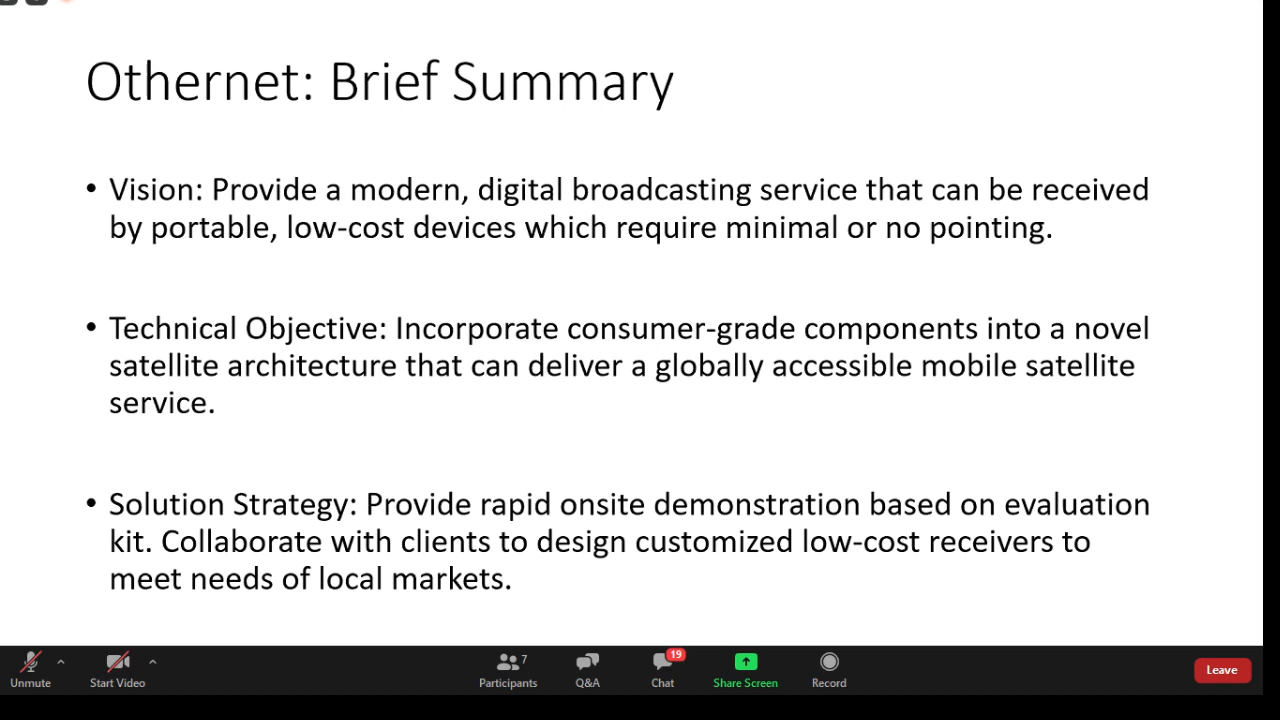 Othernet: Brief Summary
• Vision: Provide a modern, digital broadcasting service that can be received
by portable, low-cost devices which require minimal or no pointing.
• Technical Objective: Incorporate consumer-grade components into a novel
satellite architecture that can deliver a globally accessible mobile satellite
service.
• Solution Strategy: Provide rapid onsite demonstration based on evaluation
kit. Collaborate with clients to design customized low-cost receivers to
meet needs of local markets.
7
19
Unmute
Start Video
Participants
Q&A
Chat
Share Screen
Record
Leave